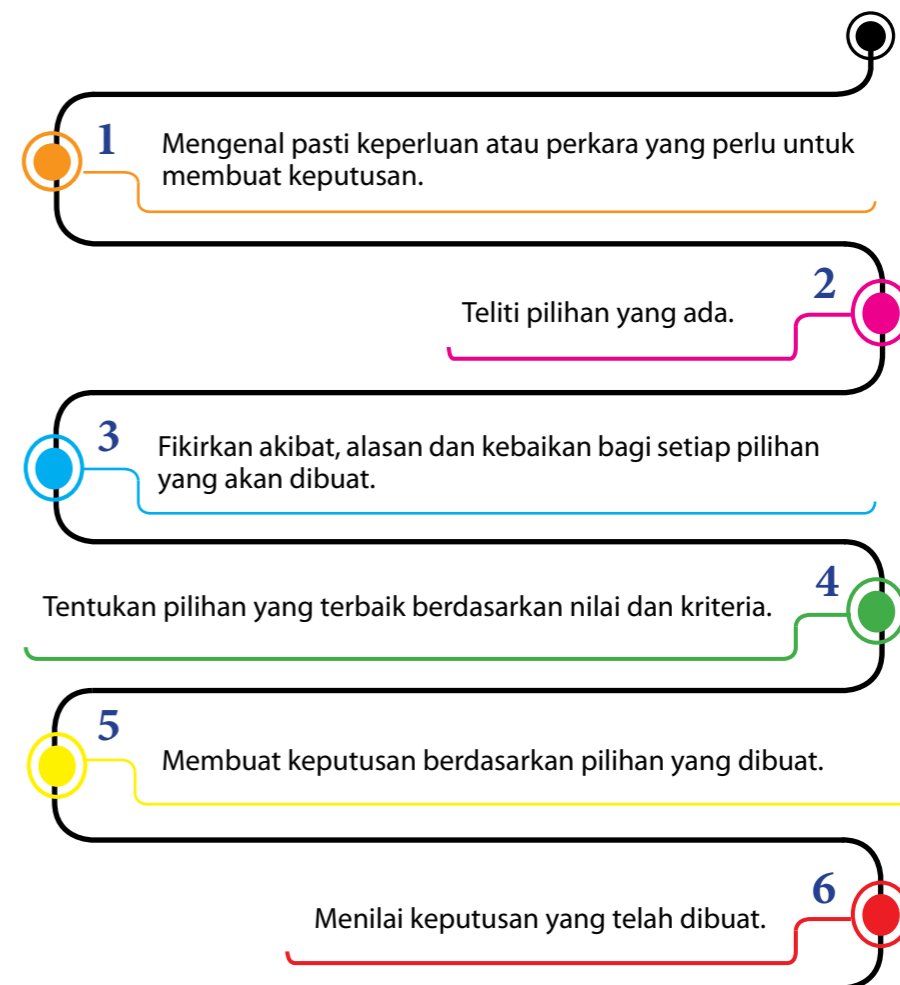 1
Mengenal pasti keperluan atau perkara yang perlu untuk
membuat keputusan.
2
Teliti pilihan yang ada.
3
Fikirkan akibat, alasan dan kebaikan bagi setiap pilihan
yang akan dibuat.
4
Tentukan pilihan yang terbaik berdasarkan nilai dan kriteria.
5
Membuat keputusan berdasarkan pilihan yang dibuat.
6
Menilai keputusan yang telah dibuat.